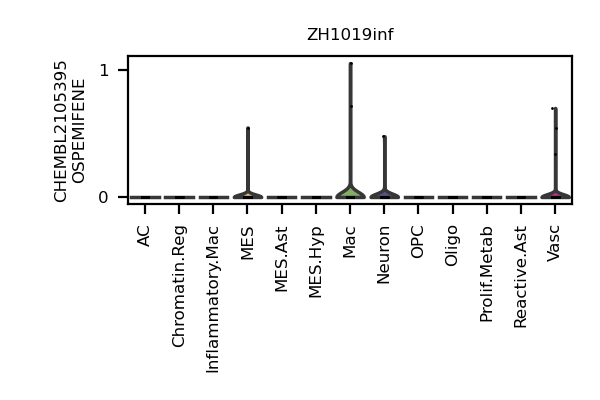 ZH1019inf
CHEMBL2105395
OSPEMIFENE
1
0
AC
Chromatin.Reg
Inflammatory.Mac
MES
MES.Ast
MES.Hyp
Mac
Neuron
OPC
Oligo
Prolif.Metab
Reactive.Ast
Vasc